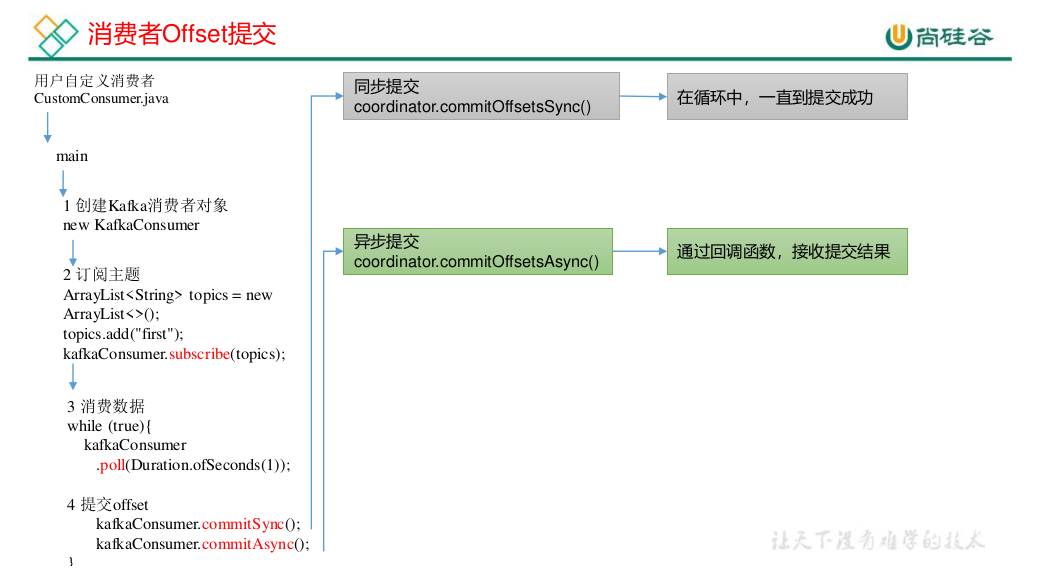 消费者Offset提交
尚硅谷
用户自定义消费者
CustomConsumer.java
main
1 创建Kafka消费者对象
new KafkaConsumer
2 订阅主题
ArrayList<String> topics = new
ArrayList<>();
topics.add("first");
kafkaConsumer.subscribe(topics);
3 消费数据
while (true){
kafkaConsumer
.poll(Duration.ofSeconds(1));
4 提交offset
kafkaConsumer.commitSync();
kafkaConsumer.commitAsync();
}
同步提交
coordinator.commitOffsetsSync()
在循环中，一直到提交成功
异步提交
coordinator.commitOffsetsAsync()
通过回调函数，接收提交结果
让天下没有难学的技术